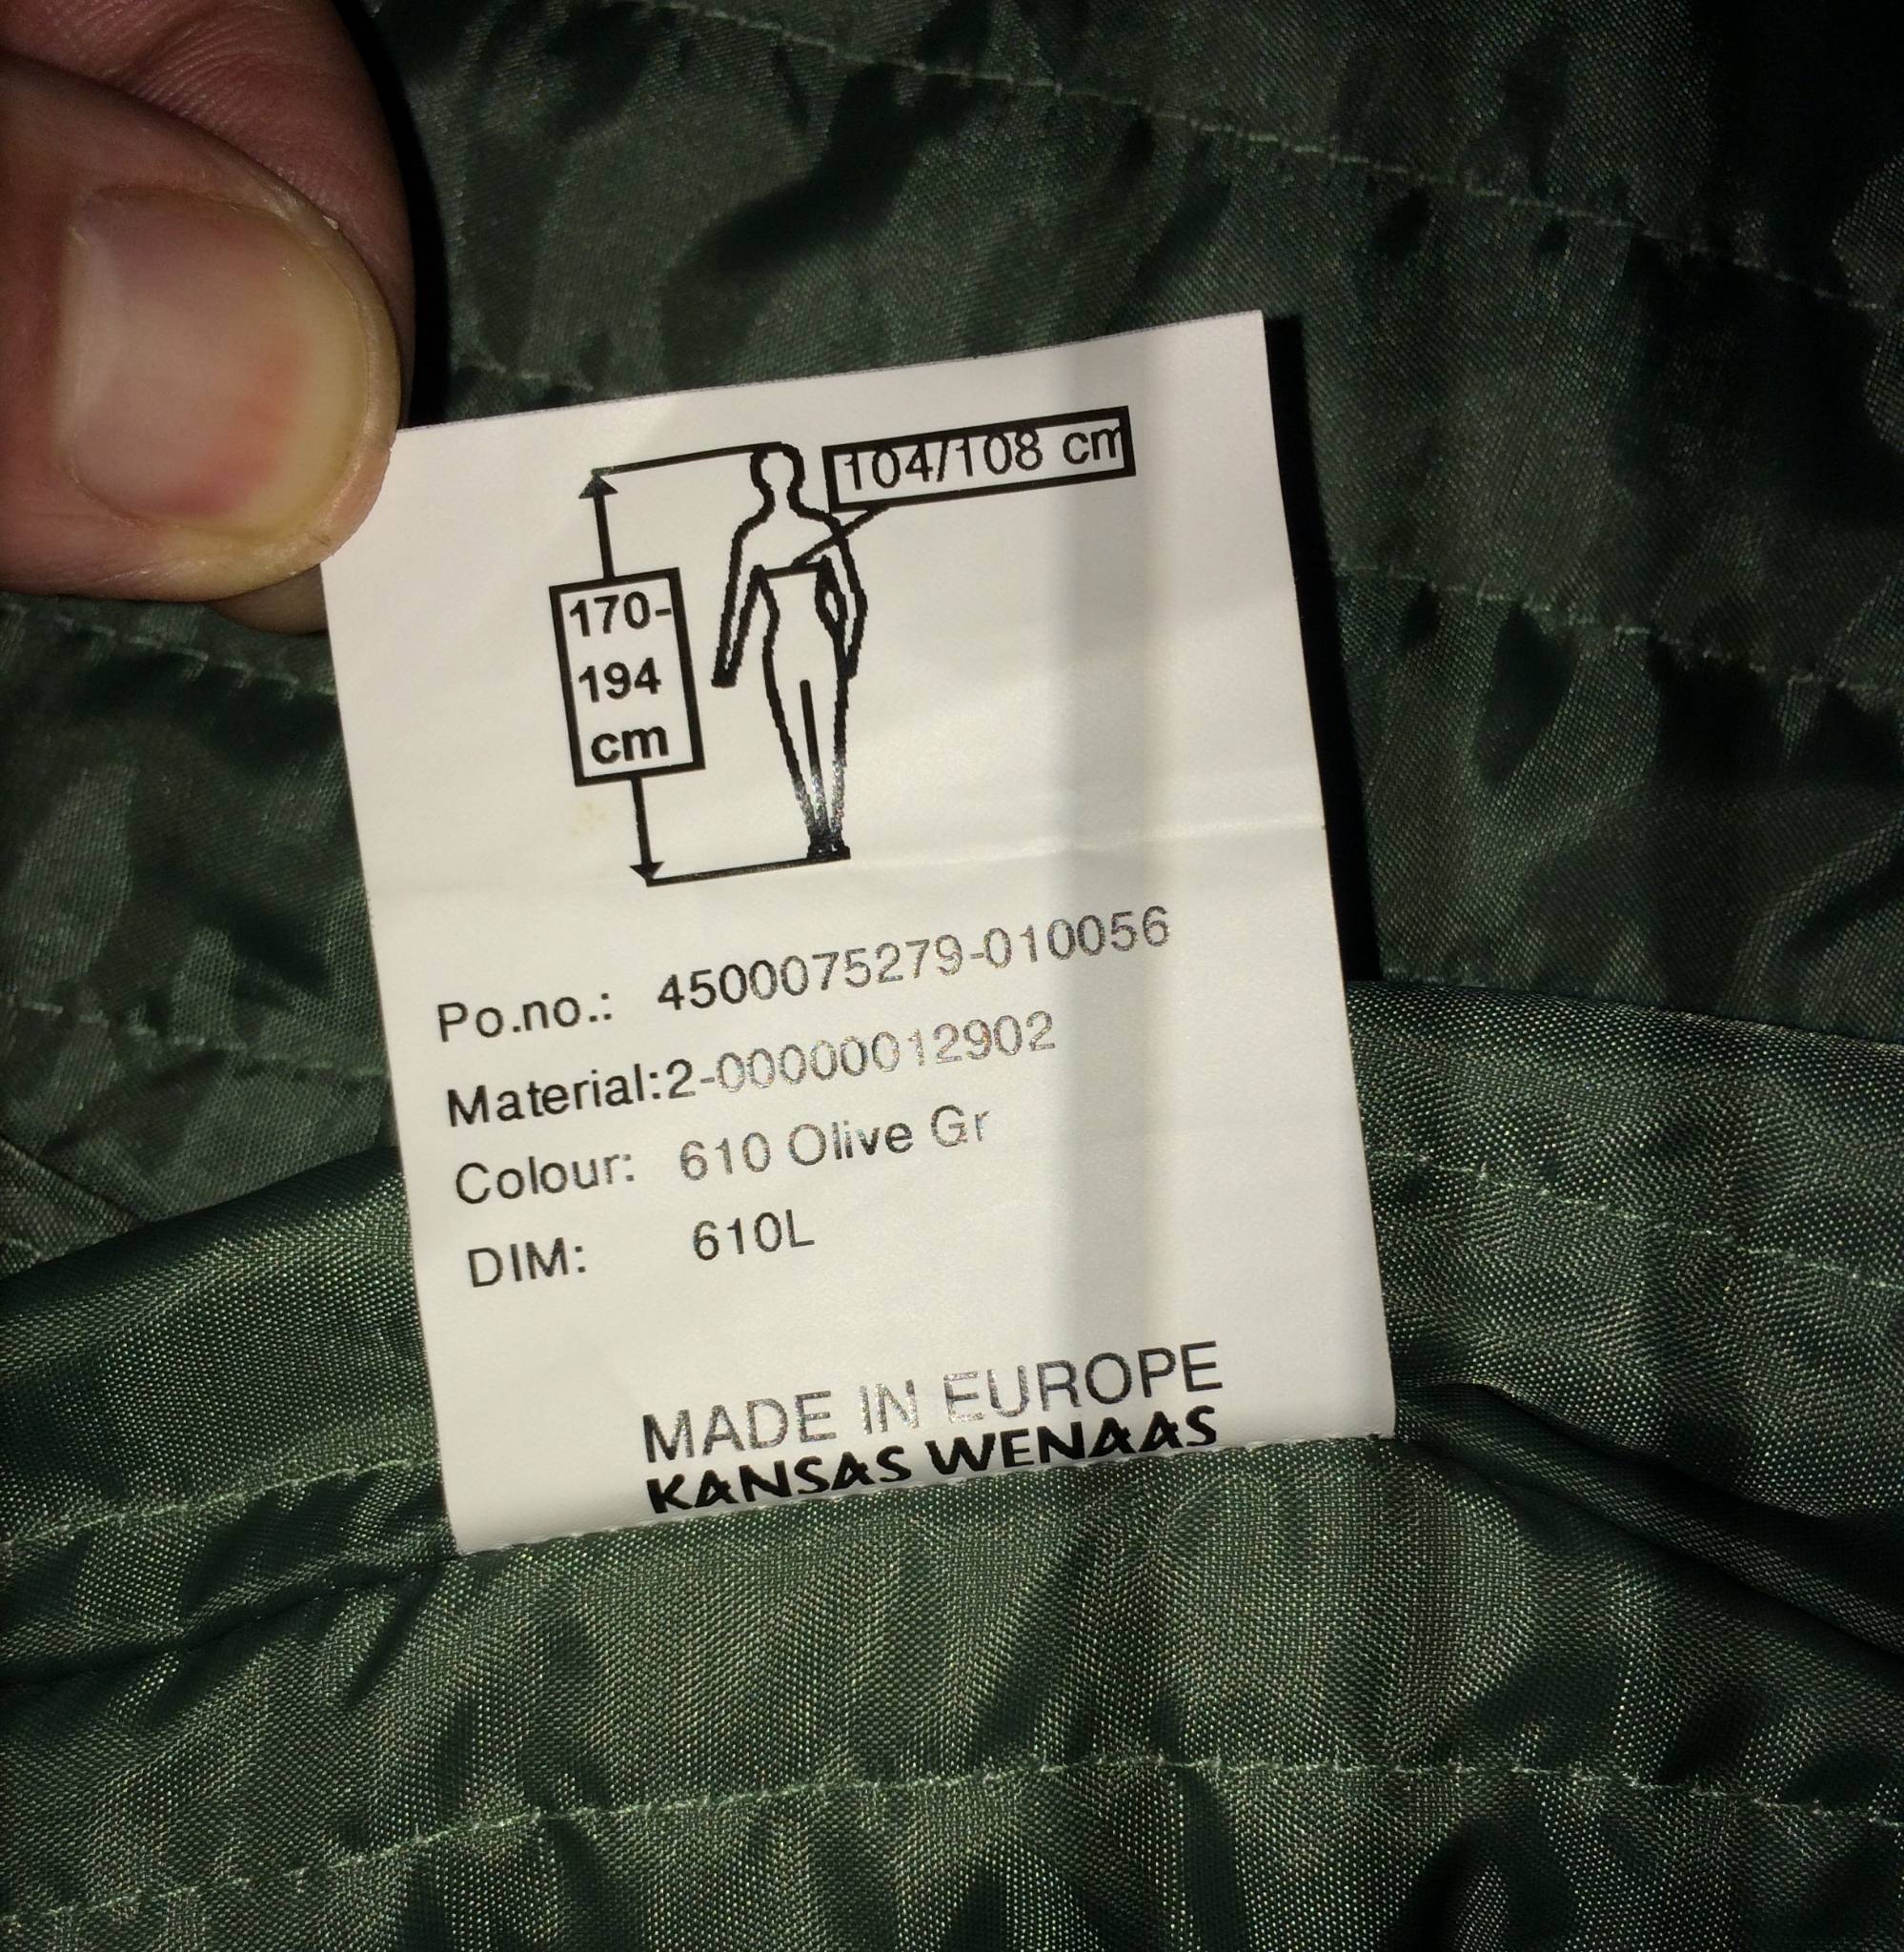 104/108 cm
170-
194
cm
Po.no.: 4500075279-010056
Material:2-00000012902
Colour: 610 Olive Gr
DIM: 610L
MADE IN EUROPE
KANSAS WENAAS